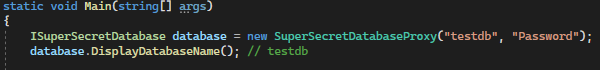 static void Main(string[] args)
{
ISuperSecretDatabase database = new SuperSecretDatabaseProxy("testdb", "Password");
database.DisplayDatabaseName(); // testdb